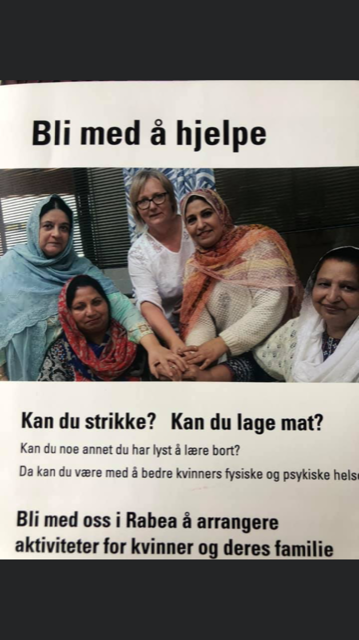 Bli med å hjelpe
Kan du strikke? Kan du lage mat?
Kan du noe annet du har lyst å lære bort?
Da kan du være med å bedre kvinners fysiske og psykiske helse
Bli med oss i Rabea å arrangere
aktiviteter for kvinner og deres familie